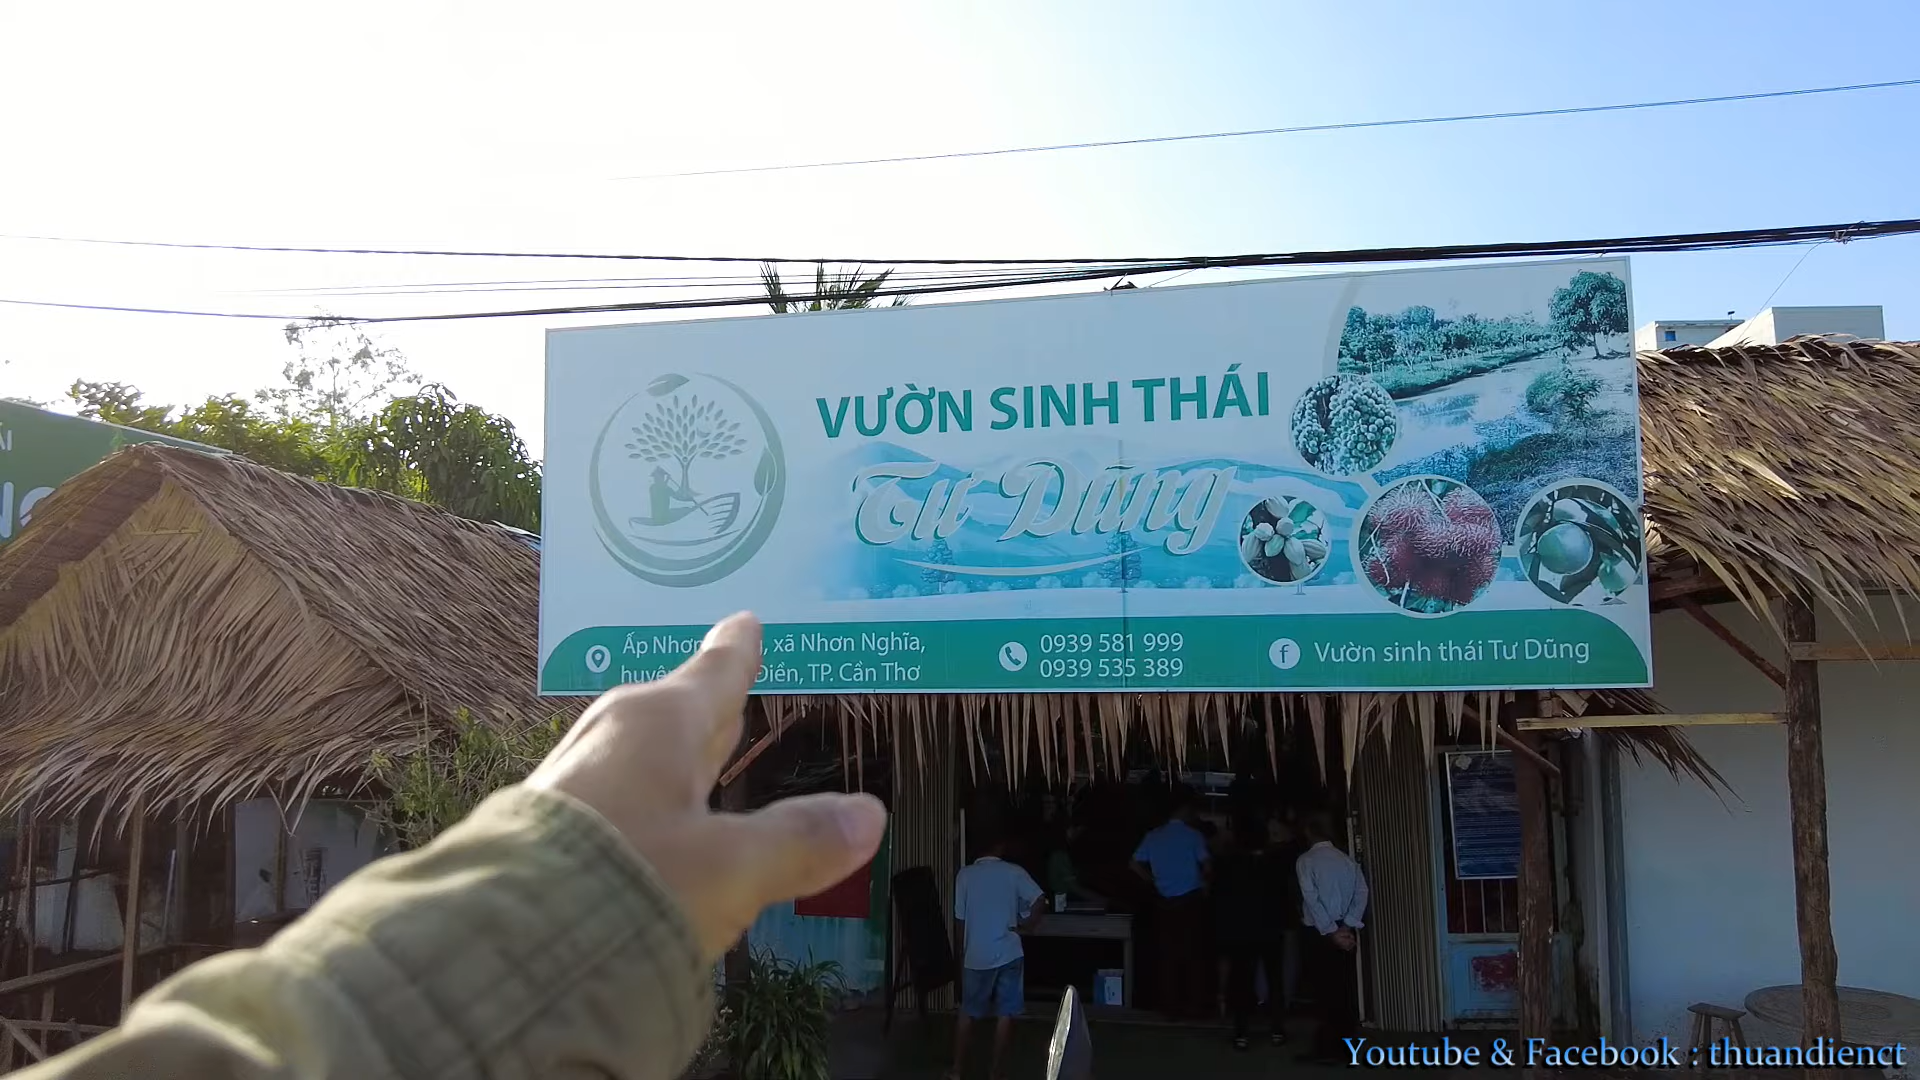 VƯỜN SINH THÁI
Tư Dũng
Ấp Nhơn, xã Nhơn Nghĩa,
Điền, TP. Cần Thơ
0939 581 999
0939 535 389
f
Vườn sinh thái Tư Dũng
Youtube & Facebook : thuandienct